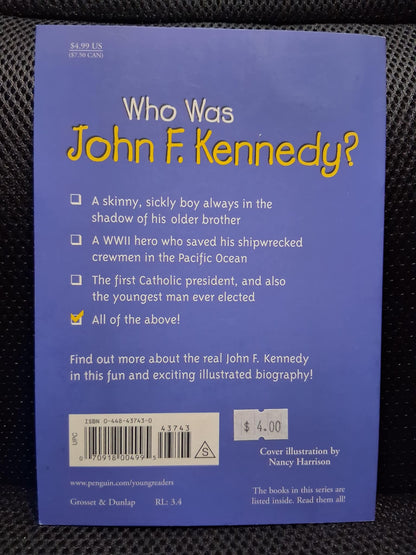 $4.99 US
($7.50 CAN)
Who Was
John F. Kennedy?
A skinny, sickly boy always in the
shadow of his older brother
A WWII hero who saved his shipwrecked
crewmen in the Pacific Ocean
The first Catholic president, and also
the youngest man ever elected
All of the above!
Find out more about the real John F. Kennedy
in this fun and exciting illustrated biography!
ISBN 0-448-43743-0
43743
UPC
0 70918 00499 5
S
$ 4.00
Cover illustration by
Nancy Harrison
www.penguin.com/youngreaders
Grosset & Dunlap RL: 3.4
The books in this series are
listed inside. Read them all!